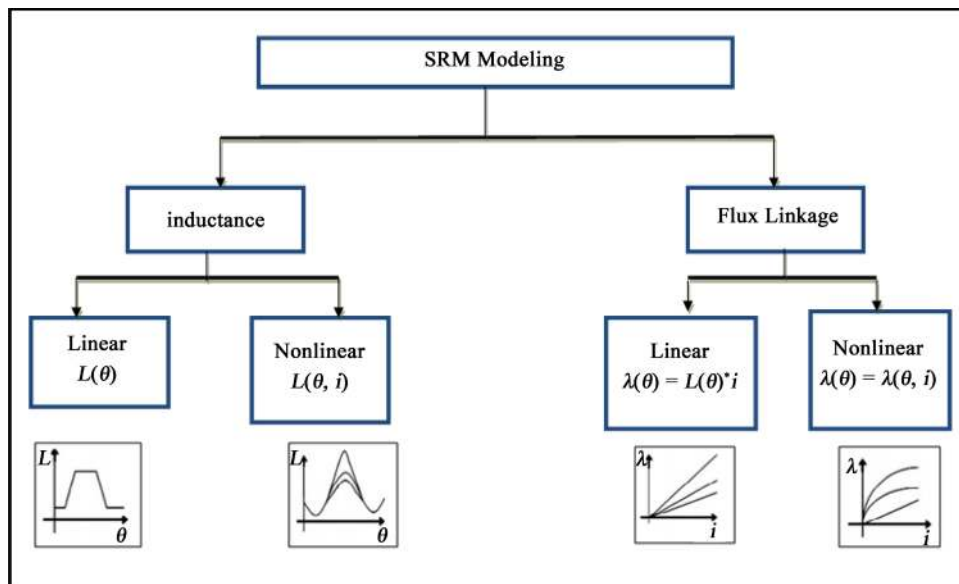 SRM Modeling
inductance
Flux Linkage
Linear
L(θ)
Nonlinear
L(θ, i)
Linear
λ(θ) = L(θ)*i
Nonlinear
λ(θ) = λ(θ, i)
L
θ
L
θ
λ
i
λ
i